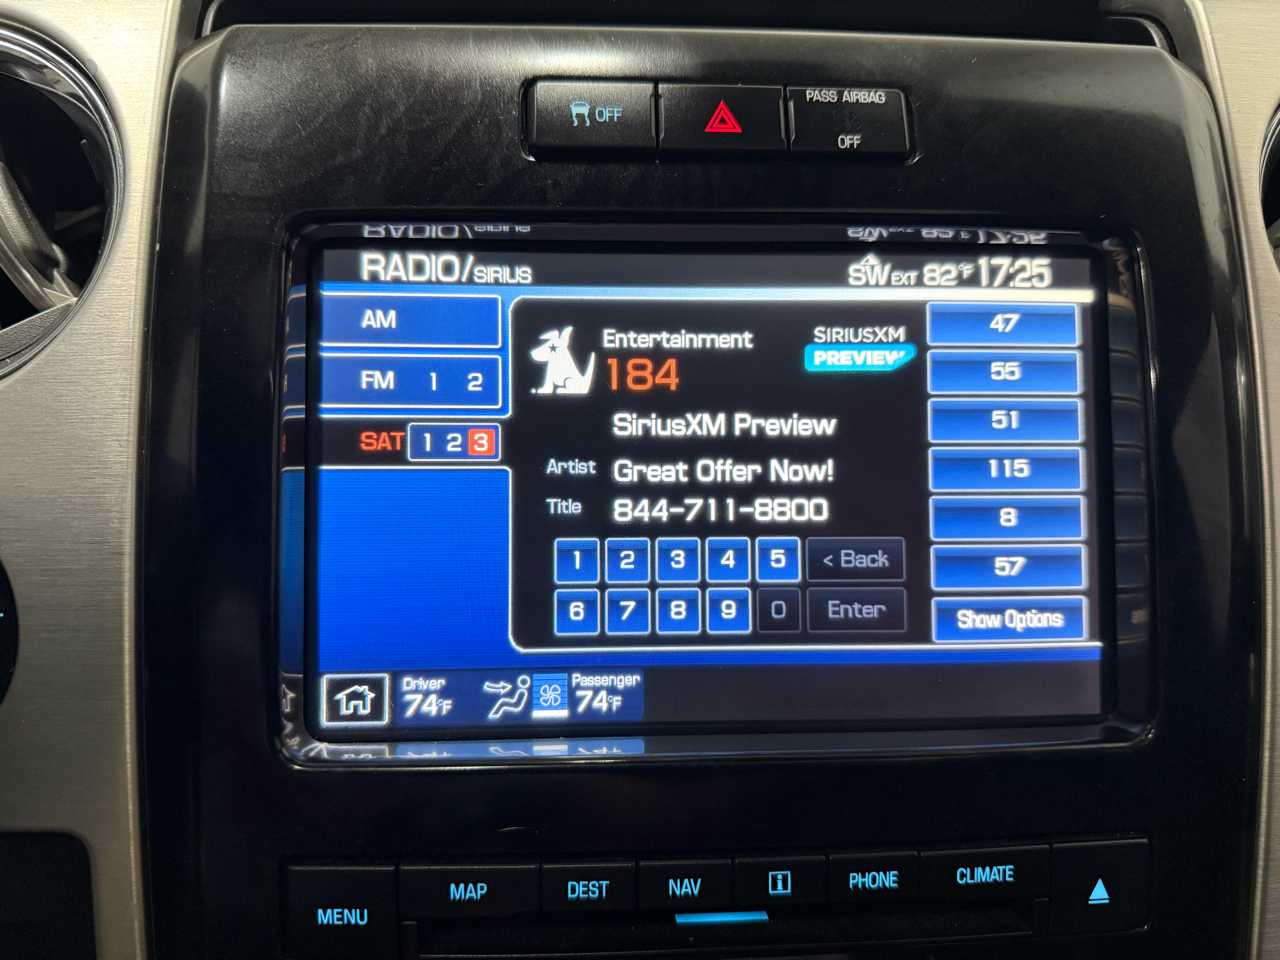 OFF
PASS AIRBAG
OFF
RADIO/SIRIUS
SW EXT 82°F 17:25
AM
FM 1 2
SAT 1 2 3
Entertainment
184
SIRIUSXM
PREVIEW
SiriusXM Preview
Artist Great Offer Now!
Title 844-711-8800
1 2 3 4 5 < Back
6 7 8 9 0 Enter
47
55
51
115
8
57
Show Options
Driver
74°F
Passenger
74°F
MENU
MAP
DEST
NAV
i
PHONE
CLIMATE